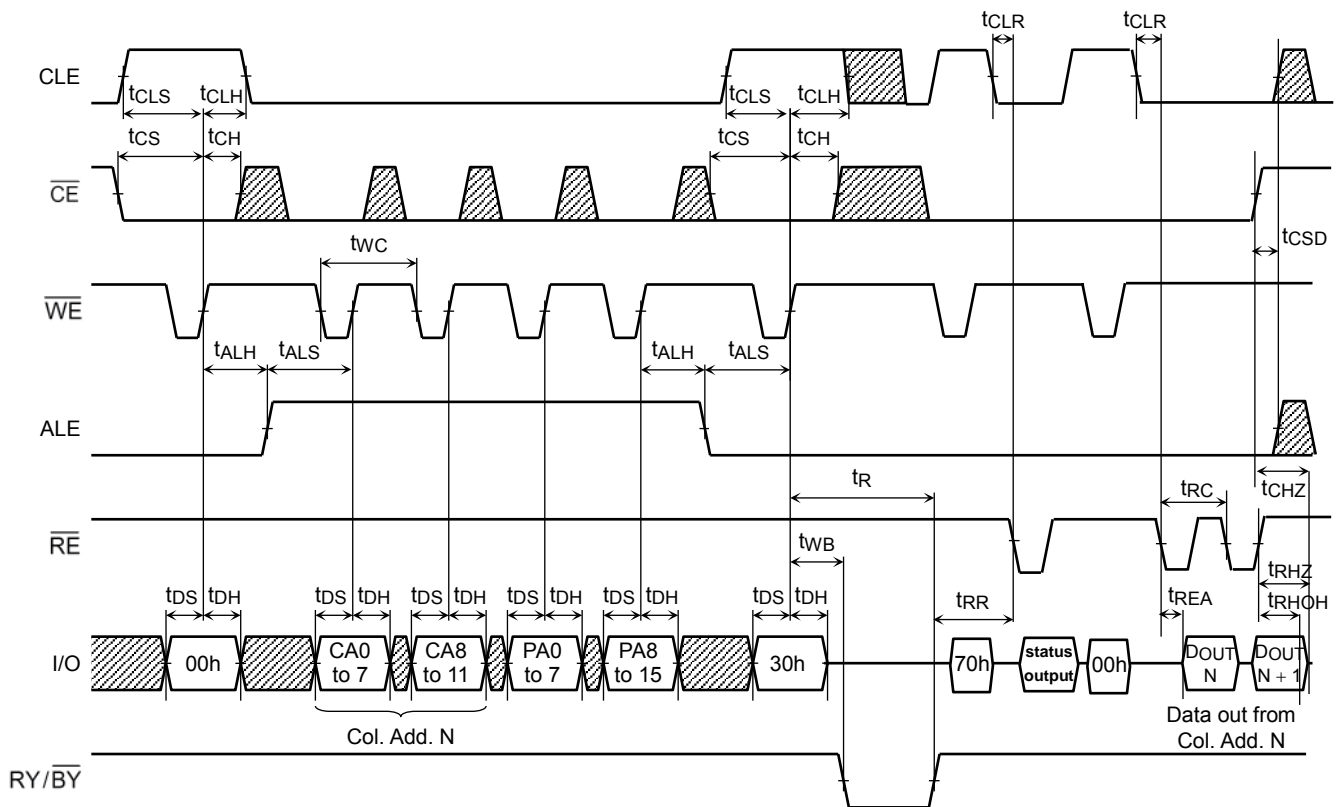 tCLR tCLR
CLE
tCLS tCLH tCLS tCLH
tCS tCH tCS tCH
CE
tWC tCSD
WE
tALH tALS tALH tALS
ALE
tR tRC tCHZ
RE
tWB
tDS tDH tDS tDH tDS tDH tDS tDH tDS tDH tDS tDH tRR tREA tRHZ
tRHOH
I/O 00h CA0 to 7 CA8 to 11 PA0 to 7 PA8 to 15 30h 70h status output 00h DOUT N DOUT N + 1
Col. Add. N
Data out from
Col. Add. N
RY/BY